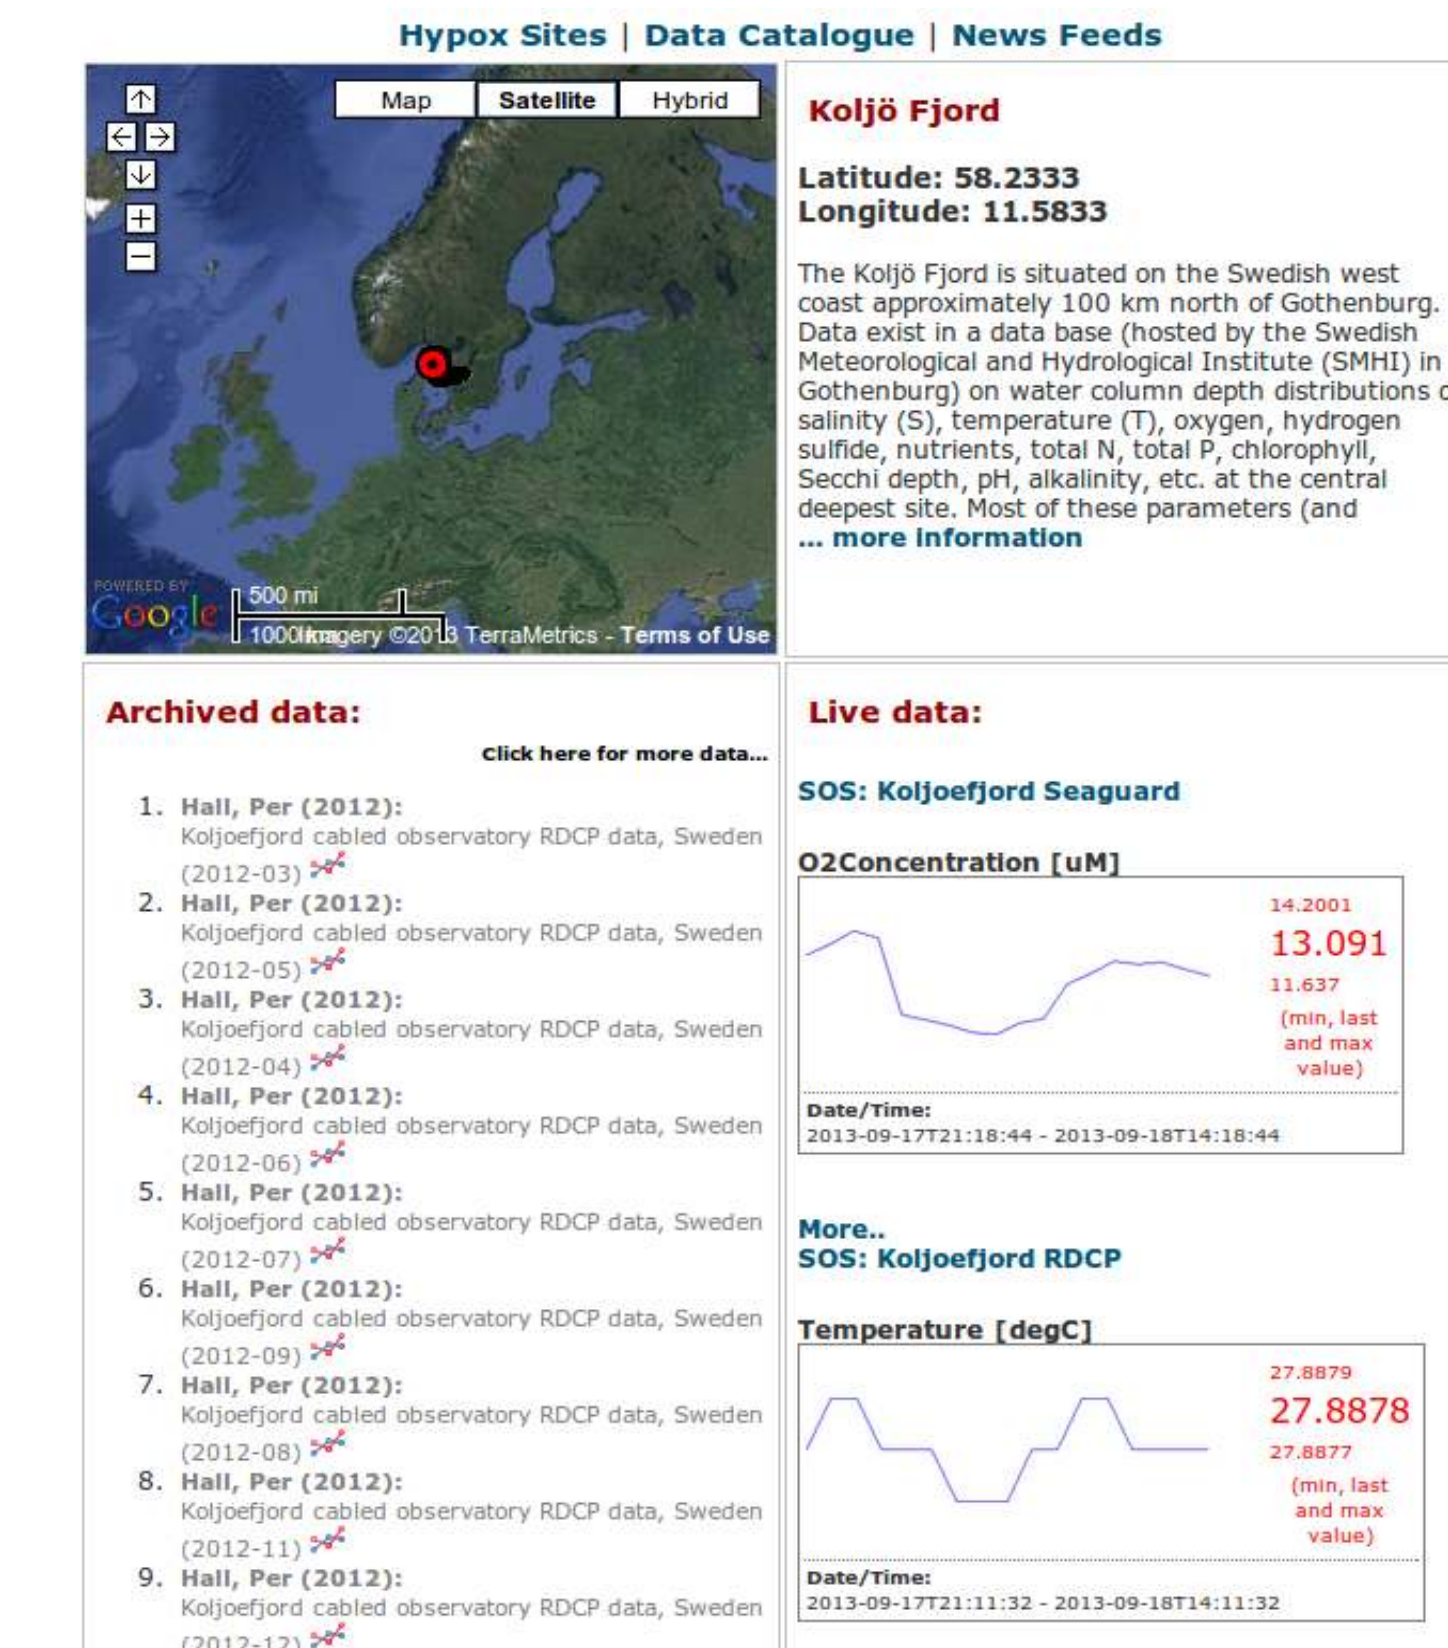 Hypox Sites | Data Catalogue | News Feeds
Map Satellite Hybrid
POWERED BY
Google
500 mi
1000 km
Imagery ©2013 TerraMetrics - Terms of Use
Koljö Fjord
Latitude: 58.2333
Longitude: 11.5833
The Koljö Fjord is situated on the Swedish west
coast approximately 100 km north of Gothenburg.
Data exist in a data base (hosted by the Swedish
Meteorological and Hydrological Institute (SMHI) in
Gothenburg) on water column depth distributions
salinity (S), temperature (T), oxygen, hydrogen
sulfide, nutrients, total N, total P, chlorophyll,
Secchi depth, pH, alkalinity, etc. at the central
deepest site. Most of these parameters (and
... more information
Archived data:
Click here for more data...
1. Hall, Per (2012):
Koljoefjord cabled observatory RDCP data, Sweden
(2012-03)
2. Hall, Per (2012):
Koljoefjord cabled observatory RDCP data, Sweden
(2012-05)
3. Hall, Per (2012):
Koljoefjord cabled observatory RDCP data, Sweden
(2012-04)
4. Hall, Per (2012):
Koljoefjord cabled observatory RDCP data, Sweden
(2012-06)
5. Hall, Per (2012):
Koljoefjord cabled observatory RDCP data, Sweden
(2012-07)
6. Hall, Per (2012):
Koljoefjord cabled observatory RDCP data, Sweden
(2012-09)
7. Hall, Per (2012):
Koljoefjord cabled observatory RDCP data, Sweden
(2012-08)
8. Hall, Per (2012):
Koljoefjord cabled observatory RDCP data, Sweden
(2012-11)
9. Hall, Per (2012):
Koljoefjord cabled observatory RDCP data, Sweden
(2012-12)
Live data:
SOS: Koljoefjord Seaguard
O2Concentration [uM]
14.2001
13.091
11.637
(min, last
and max
value)
Date/Time:
2013-09-17T21:18:44 - 2013-09-18T14:18:44
More..
SOS: Koljoefjord RDCP
Temperature [degC]
27.8879
27.8878
27.8877
(min, last
and max
value)
Date/Time:
2013-09-17T21:11:32 - 2013-09-18T14:11:32